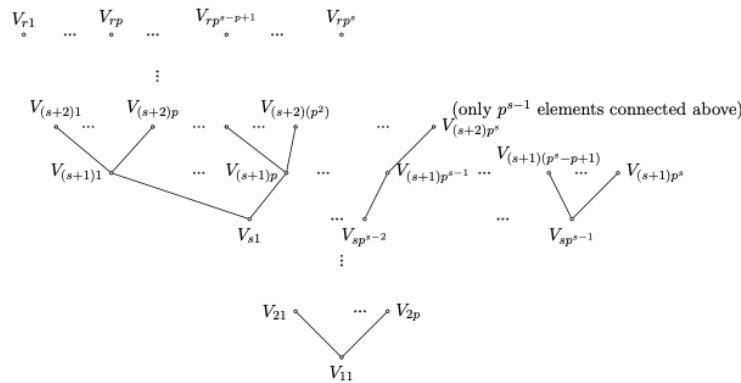 V_{r1} ... V_{rp} ... V_{rp^{s-p+1}} ... V_{rp^s}
⋮
(only p^{s-1} elements connected above)
V_{(s+2)1} ... V_{(s+2)p} ... ... V_{(s+2)(p^2)} ... V_{(s+2)p^s}
V_{(s+1)1} ... V_{(s+1)p} ... V_{(s+1)p^{s-1}} ... V_{(s+1)(p^s-p+1)} ... V_{(s+1)p^s}
V_{s1} ... V_{sp^{s-2}} ... V_{sp^{s-1}}
⋮
V_{21} ... V_{2p}
V_{11}